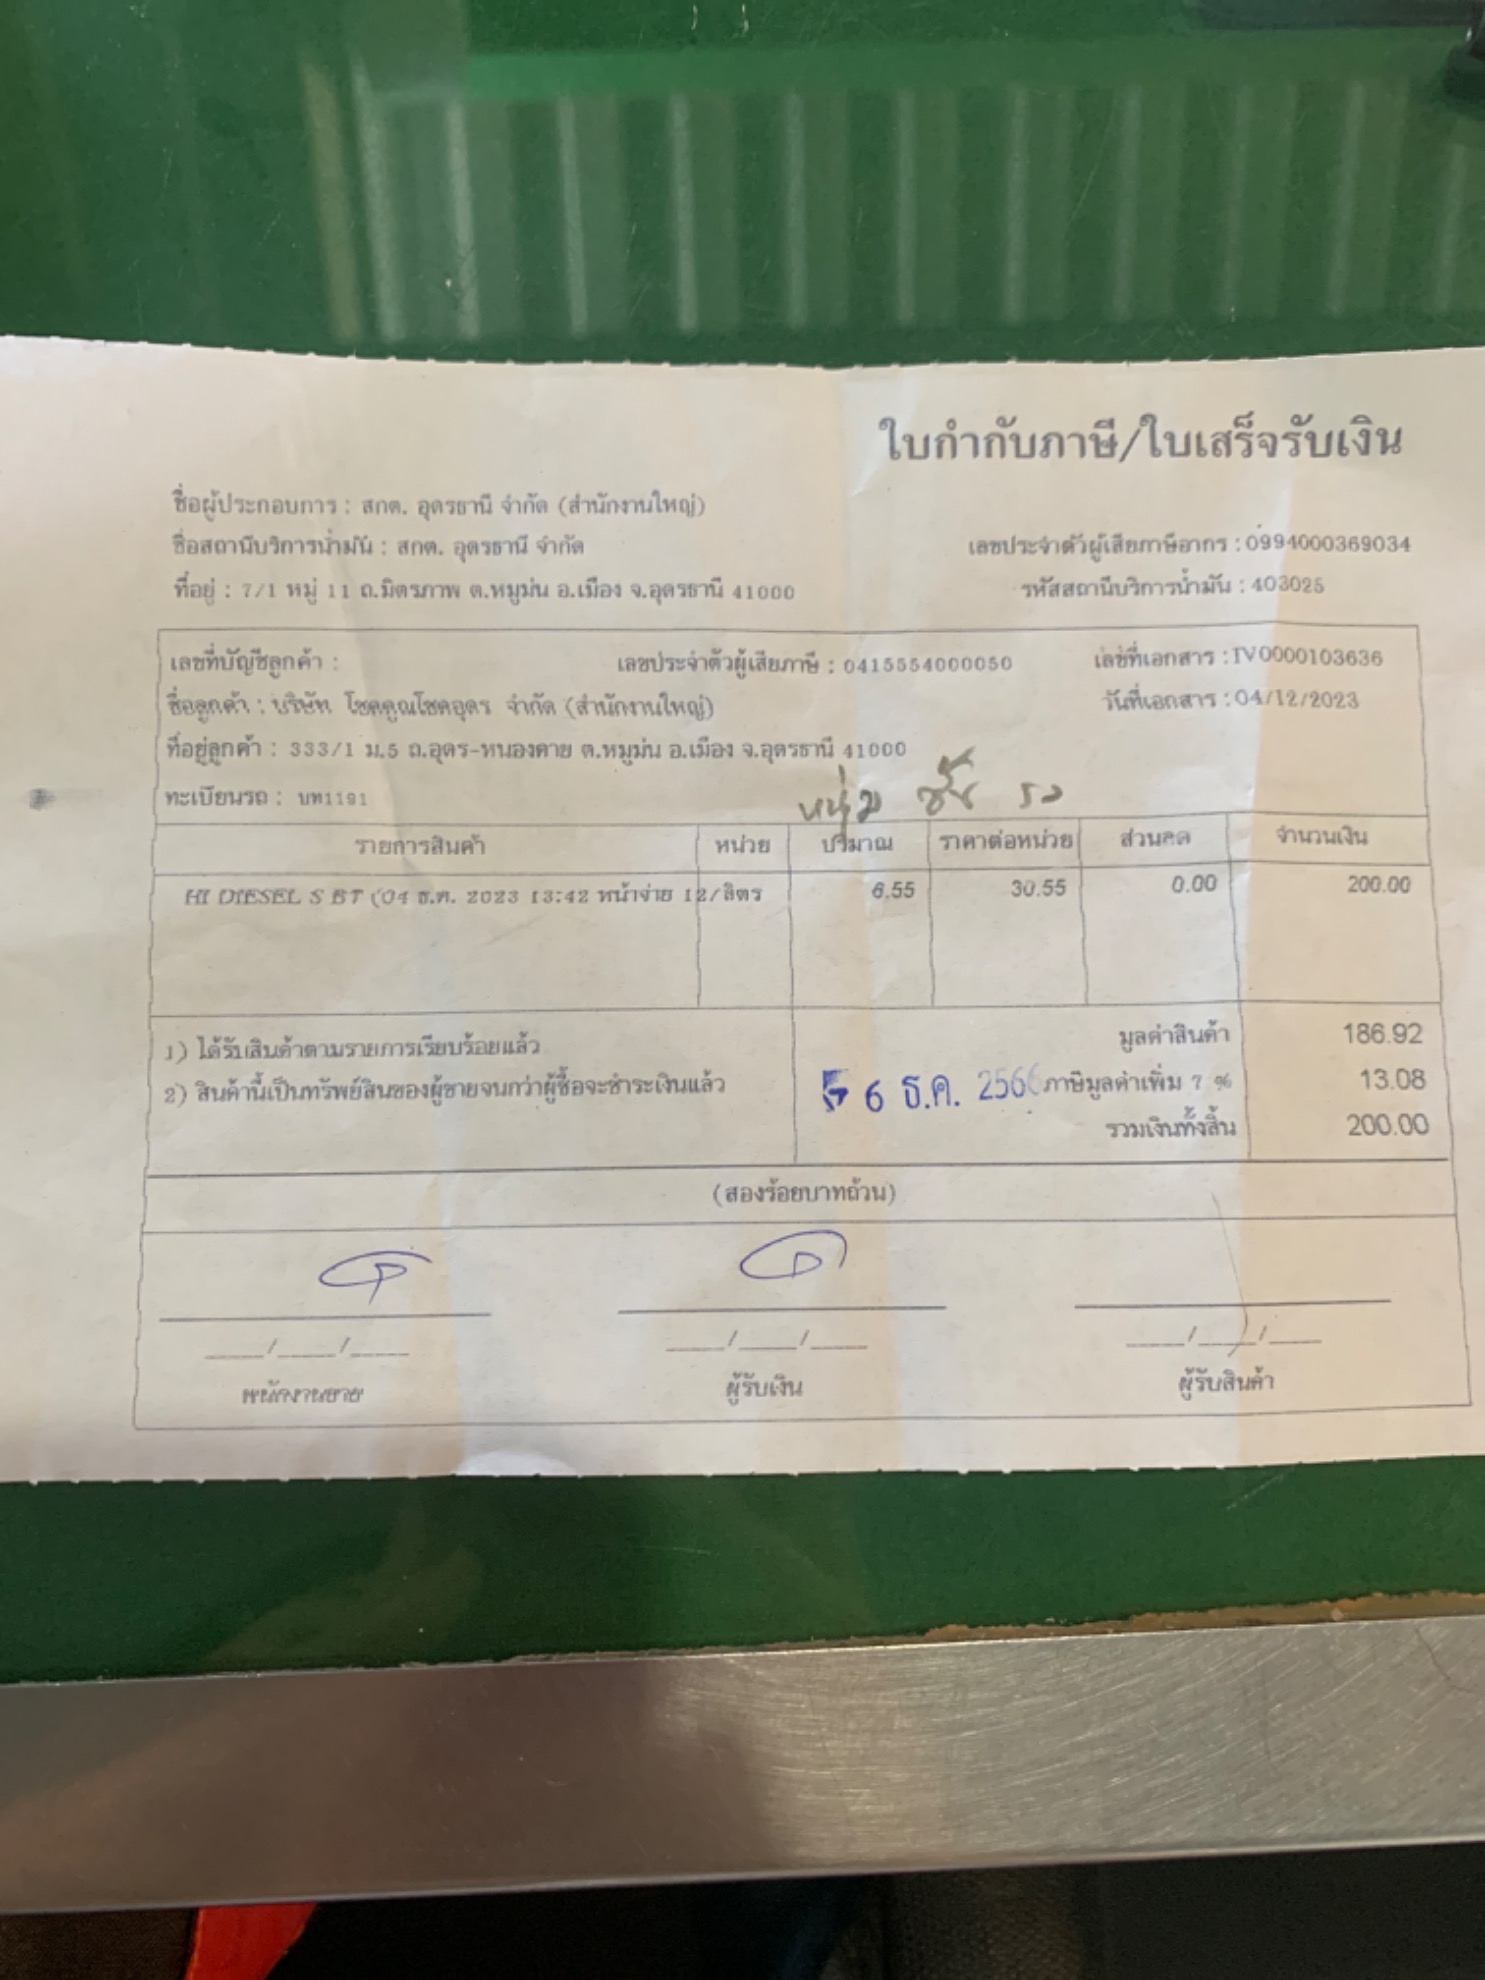 ใบกำกับภาษี/ใบเสร็จรับเงิน
ชื่อผู้ประกอบการ : สกต. อุดรธานี จำกัด (สำนักงานใหญ่)
ชื่อสถานีบริการน้ำมัน : สกต. อุดรธานี จำกัด เลขประจำตัวผู้เสียภาษีอากร : 0994000369034
ที่อยู่ : 7/1 หมู่ 11 ถ.มิตรภาพ ต.หมูม่น อ.เมือง จ.อุดรธานี 41000 รหัสสถานีบริการน้ำมัน : 403025
เลขที่บัญชีลูกค้า : เลขประจำตัวผู้เสียภาษี : 0415554000050 เลขที่เอกสาร : IV0000103636
ชื่อลูกค้า : บริษัท โชคคูณโชคอุดร จำกัด (สำนักงานใหญ่) วันที่เอกสาร : 04/12/2023
ที่อยู่ลูกค้า : 333/1 ม.5 ถ.อุดร-หนองคาย ต.หมูม่น อ.เมือง จ.อุดรธานี 41000
ทะเบียนรถ : บท1191 หนุ่ม
รายการสินค้า หน่วย ปริมาณ ราคาต่อหน่วย ส่วนลด จำนวนเงิน
HI DIESEL S BT (04 ธ.ค. 2023 13:42 หน้าจ่าย 12/ลิตร 6.55 30.55 0.00 200.00
1) ได้รับสินค้าตามรายการเรียบร้อยแล้ว มูลค่าสินค้า 186.92
2) สินค้านี้เป็นทรัพย์สินของผู้ขายจนกว่าผู้ซื้อจะชำระเงินแล้ว 6 ธ.ค. 2566 ภาษีมูลค่าเพิ่ม 7 % 13.08
รวมเงินทั้งสิ้น 200.00
(สองร้อยบาทถ้วน)
___/___/___ ___/___/___ ___/___/___
พนักงานขาย ผู้รับเงิน ผู้รับสินค้า